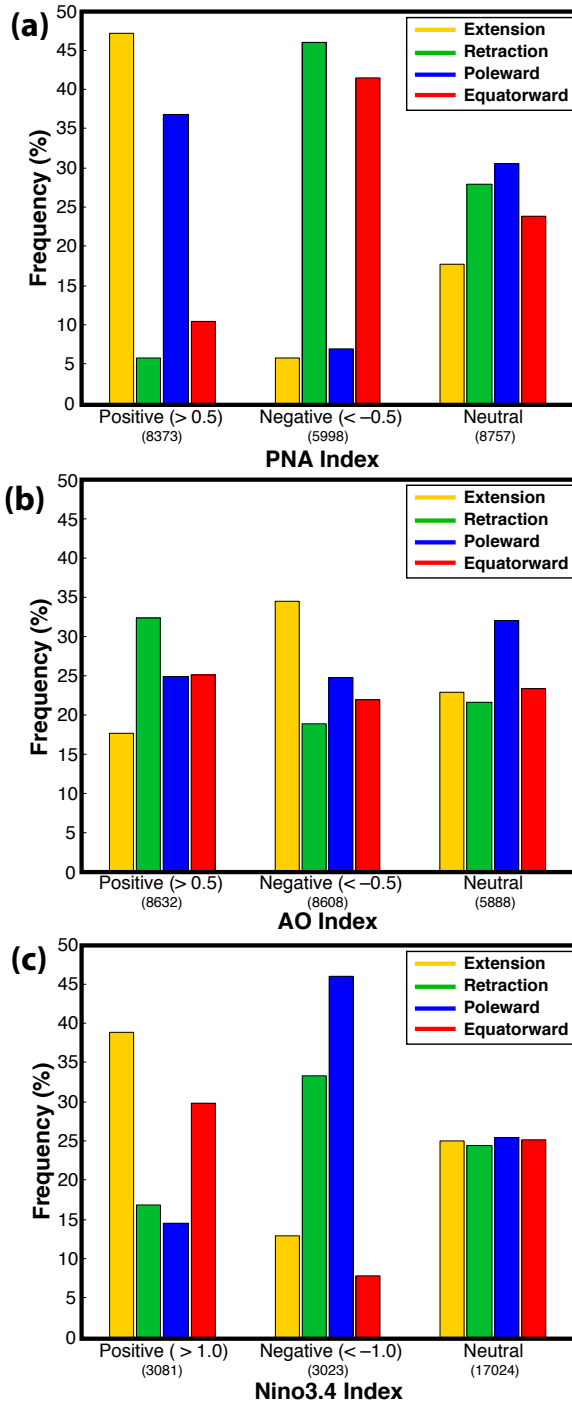 (a)
50
45
40
35
30
25
20
15
10
5
0
Frequency (%)
Extension
Retraction
Poleward
Equatorward
Positive (> 0.5)
Negative (< –0.5)
Neutral
(8373)
(5998)
(8757)
PNA Index
(b)
50
45
40
35
30
25
20
15
10
5
0
Frequency (%)
Extension
Retraction
Poleward
Equatorward
Positive (> 0.5)
Negative (< –0.5)
Neutral
(8632)
(8608)
(5888)
AO Index
(c)
50
45
40
35
30
25
20
15
10
5
0
Frequency (%)
Extension
Retraction
Poleward
Equatorward
Positive ( > 1.0)
Negative (< –1.0)
Neutral
(3081)
(3023)
(17024)
Nino3.4 Index